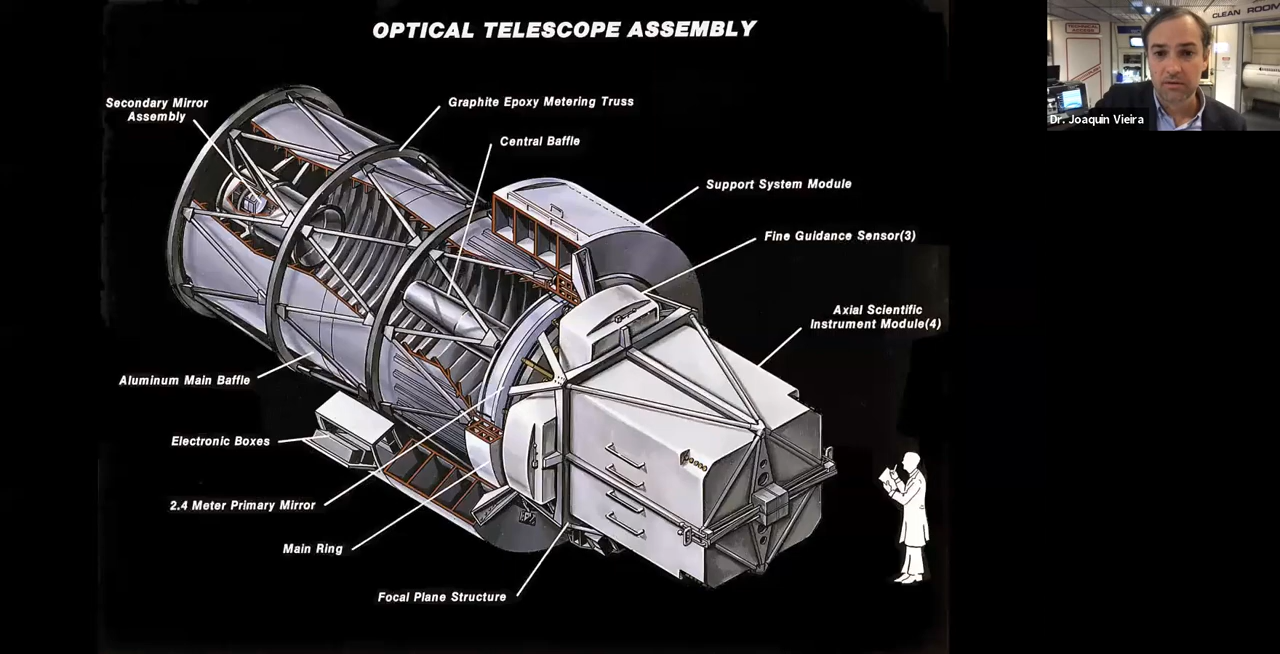 OPTICAL TELESCOPE ASSEMBLY
CLEAN ROOM
TECHNICAL
ACCESS
Dr. Joaquin Vieira
Secondary Mirror
Assembly
Graphite Epoxy Metering Truss
Central Baffle
Support System Module
Fine Guidance Sensor(3)
Axial Scientific
Instrument Module(4)
Aluminum Main Baffle
Electronic Boxes
2.4 Meter Primary Mirror
Main Ring
Focal Plane Structure